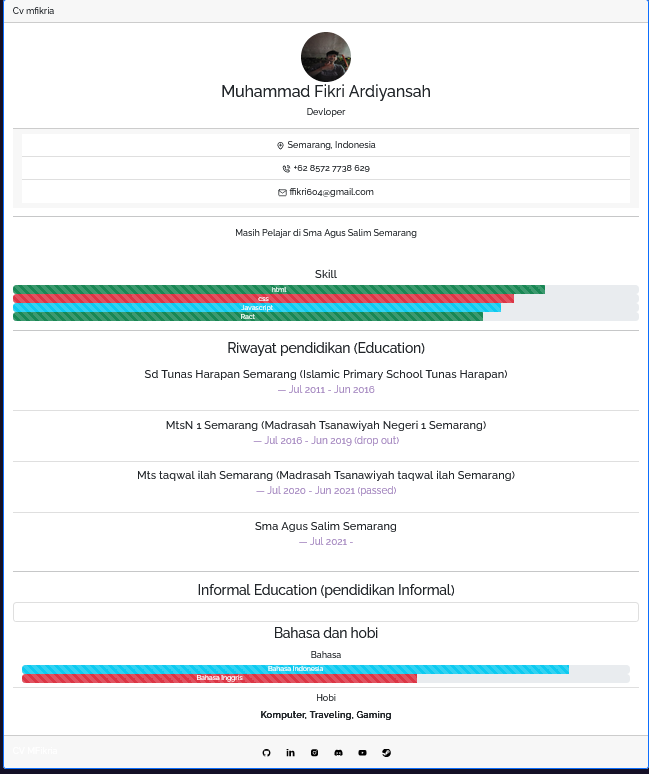 Cv mfikria
Muhammad Fikri Ardiyansah
Devloper
Semarang, Indonesia
+62 8572 7738 629
ffikri604@gmail.com
Masih Pelajar di Sma Agus Salim Semarang
Skill
html
css
Javascript
Ract
Riwayat pendidikan (Education)
Sd Tunas Harapan Semarang (Islamic Primary School Tunas Harapan)
— Jul 2011 - Jun 2016
MtsN 1 Semarang (Madrasah Tsanawiyah Negeri 1 Semarang)
— Jul 2016 - Jun 2019 (drop out)
Mts taqwal ilah Semarang (Madrasah Tsanawiyah taqwal ilah Semarang)
— Jul 2020 - Jun 2021 (passed)
Sma Agus Salim Semarang
— Jul 2021 -
Informal Education (pendidikan Informal)
Bahasa dan hobi
Bahasa
Bahasa Indonesia
Bahasa Inggris
Hobi
Komputer, Traveling, Gaming
CV MFikria